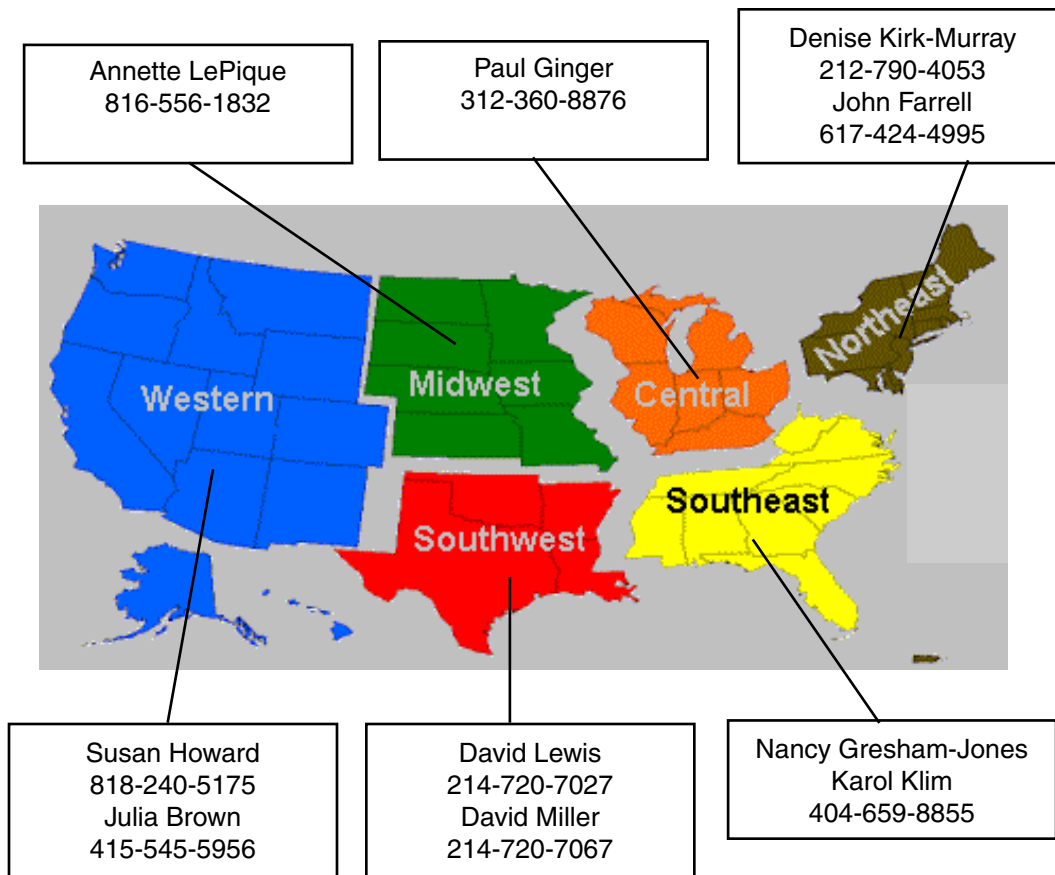 Annette LePique
816-556-1832
Paul Ginger
312-360-8876
Denise Kirk-Murray
212-790-4053
John Farrell
617-424-4995
Western
Midwest
Central
Northeast
Southwest
Southeast
Susan Howard
818-240-5175
Julia Brown
415-545-5956
David Lewis
214-720-7027
David Miller
214-720-7067
Nancy Gresham-Jones
Karol Klim
404-659-8855